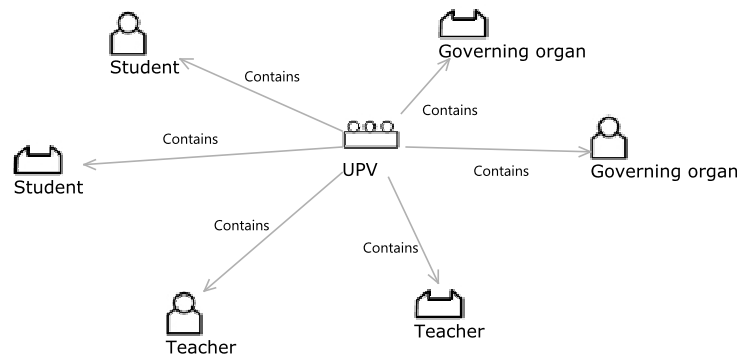 Governing organ
Student
Contains
Contains
Contains
UPV
Contains
Governing organ
Student
Contains
Contains
Teacher
Teacher